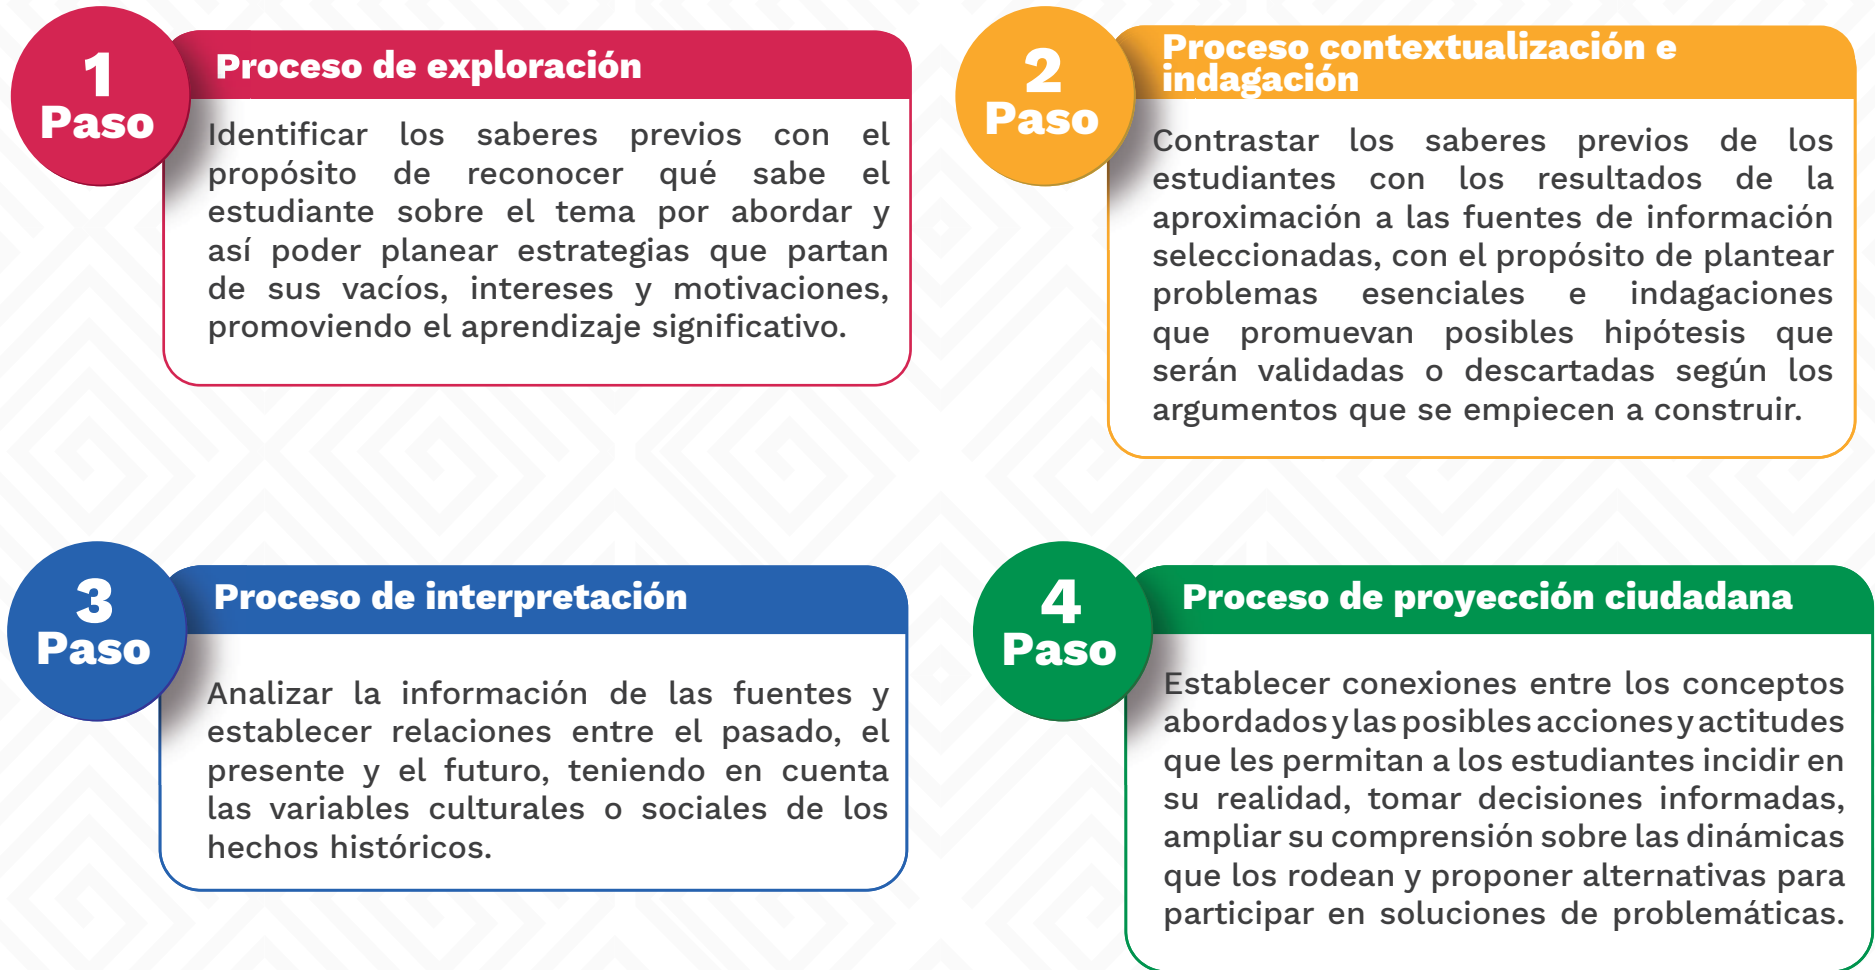 1
Paso
Proceso de exploración
Identificar los saberes previos con el
propósito de reconocer qué sabe el
estudiante sobre el tema por abordar y
así poder planear estrategias que partan
de sus vacíos, intereses y motivaciones,
promoviendo el aprendizaje significativo.
2
Paso
Proceso contextualización e
indagación
Contrastar los saberes previos de los
estudiantes con los resultados de la
aproximación a las fuentes de información
seleccionadas, con el propósito de plantear
problemas esenciales e indagaciones
que promuevan posibles hipótesis que
serán validadas o descartadas según los
argumentos que se empiecen a construir.
3
Paso
Proceso de interpretación
Analizar la información de las fuentes y
establecer relaciones entre el pasado, el
presente y el futuro, teniendo en cuenta
las variables culturales o sociales de los
hechos históricos.
4
Paso
Proceso de proyección ciudadana
Establecer conexiones entre los conceptos
abordados y las posibles acciones y actitudes
que les permitan a los estudiantes incidir en
su realidad, tomar decisiones informadas,
ampliar su comprensión sobre las dinámicas
que los rodean y proponer alternativas para
participar en soluciones de problemáticas.